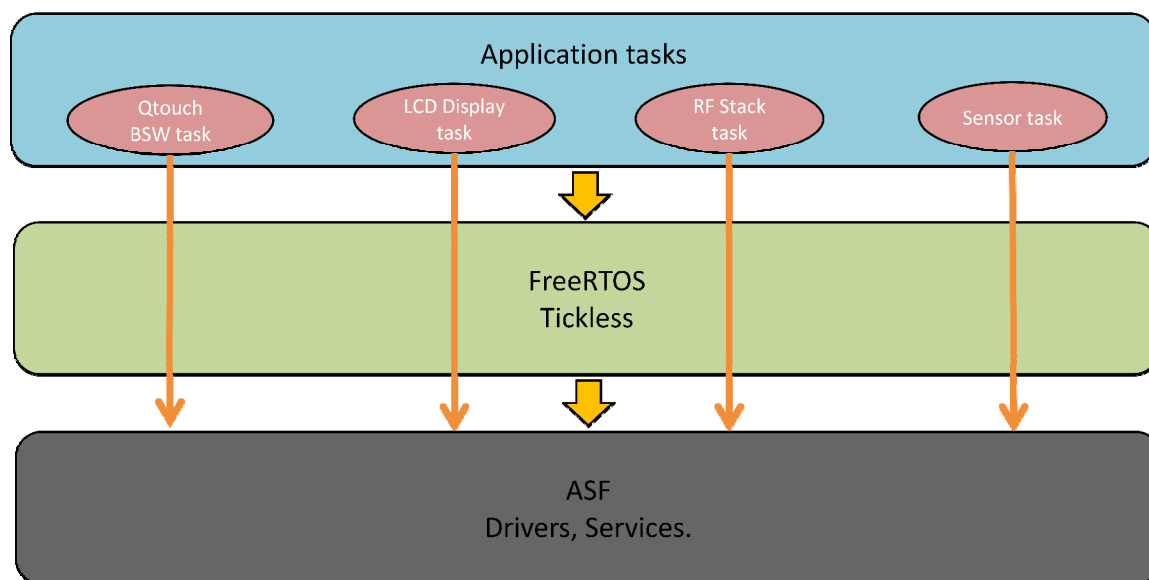 Application tasks
Qtouch
BSW task
LCD Display
task
RF Stack
task
Sensor task
FreeRTOS
Tickless
ASF
Drivers, Services.